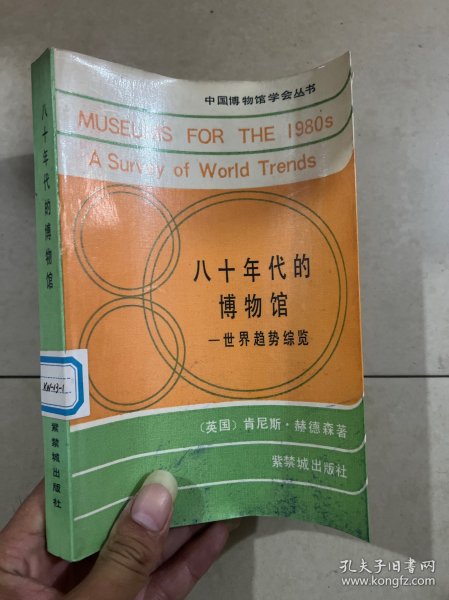 中国博物馆学会丛书
MUSEUMS FOR THE 1980s
A Survey of World Trends
八十年代的
博物馆
—世界趋势综览
（英国）肯尼斯·赫德森著
紫禁城出版社
八十年代的博物馆
紫禁城出版社
孔夫子旧书网
www.kongfz.com